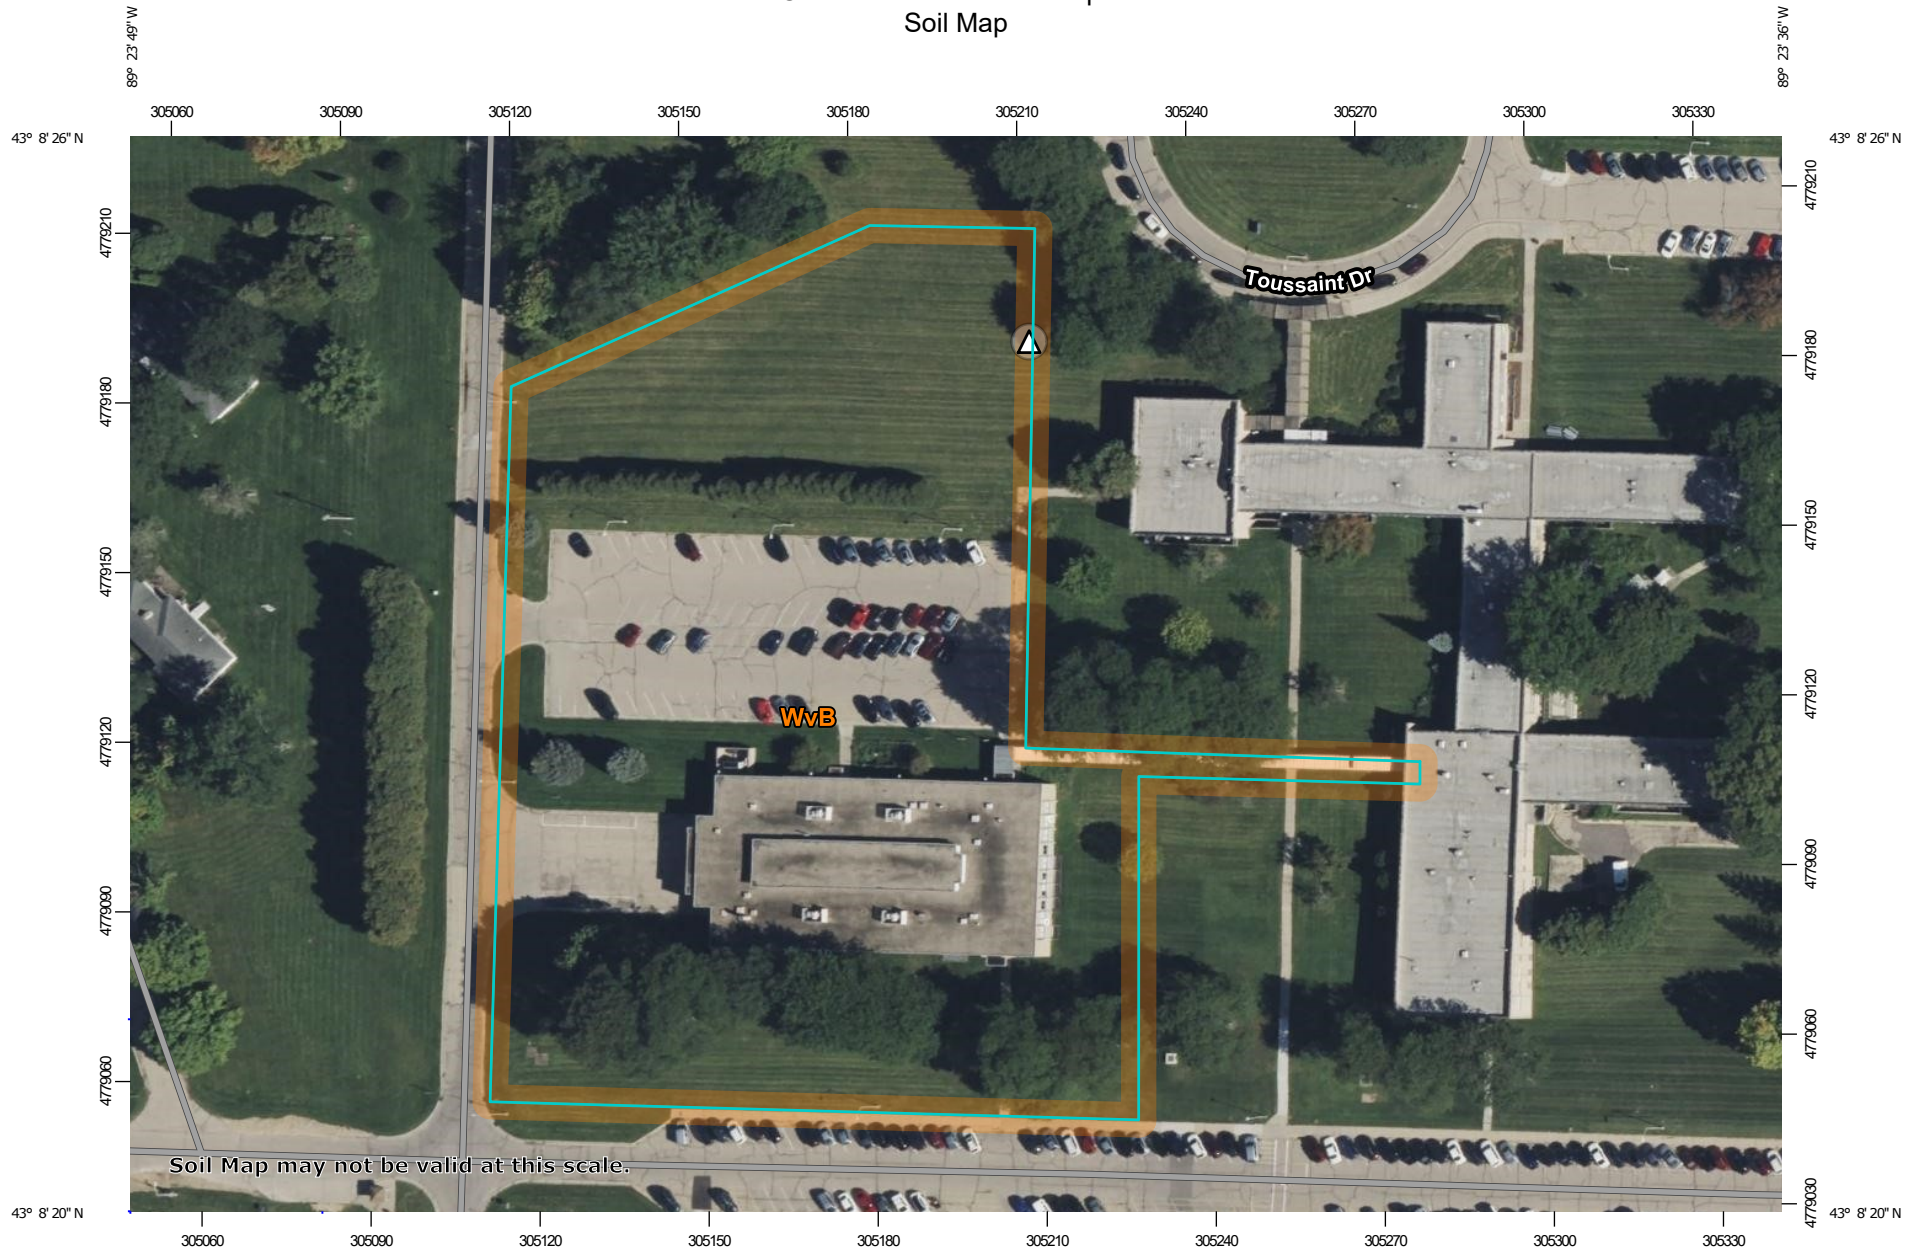 Soil Map
89° 23' 49'' W
89° 23' 36'' W
305060 305090 305120 305150 305180 305210 305240 305270 305300 305330
43° 8' 26'' N
43° 8' 26'' N
4779210
4779180
4779150
4779120
4779090
4779060
4779210
4779180
4779150
4779120
4779090
4779060
4779030
Toussaint Dr
WvB
Soil Map may not be valid at this scale.
43° 8' 20'' N
43° 8' 20'' N
305060 305090 305120 305150 305180 305210 305240 305270 305300 305330